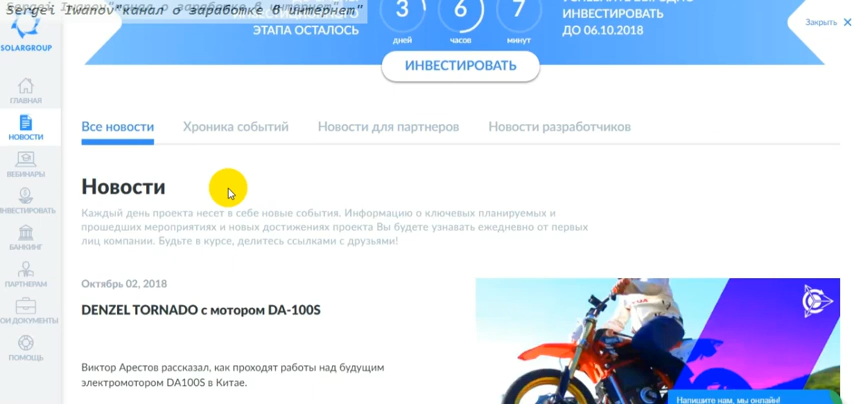 Sergei Ivanov"канал о заработке В интернет"
SOLARGROUP
ЭТАПА ОСТАЛОСЬ
3 6 7
дней часов минут
ИНВЕСТИРОВАТЬ
ДО 06.10.2018
Закрыть ×
ИНВЕСТИРОВАТЬ
ГЛАВНАЯ
НОВОСТИ
ВЕБИНАРЫ
ИНВЕСТИРОВАТЬ
БАНКИНГ
ПАРТНЕРАМ
ОИ ДОКУМЕНТЫ
ПОМОЩЬ
Все новости Хроника событий Новости для партнеров Новости разработчиков
Новости
Каждый день проекта несет в себе новые события. Информацию о ключевых планируемых и
прошедших мероприятиях и новых достижениях проекта Вы будете узнавать ежедневно от первых
лиц компании. Будьте в курсе, делитесь ссылками с друзьями!
Октябрь 02, 2018
DENZEL TORNADO с мотором DA-100S
Виктор Арестов рассказал, как проходят работы над будущим
электромотором DA100S в Китае.
Напишите нам, мы онлайн!